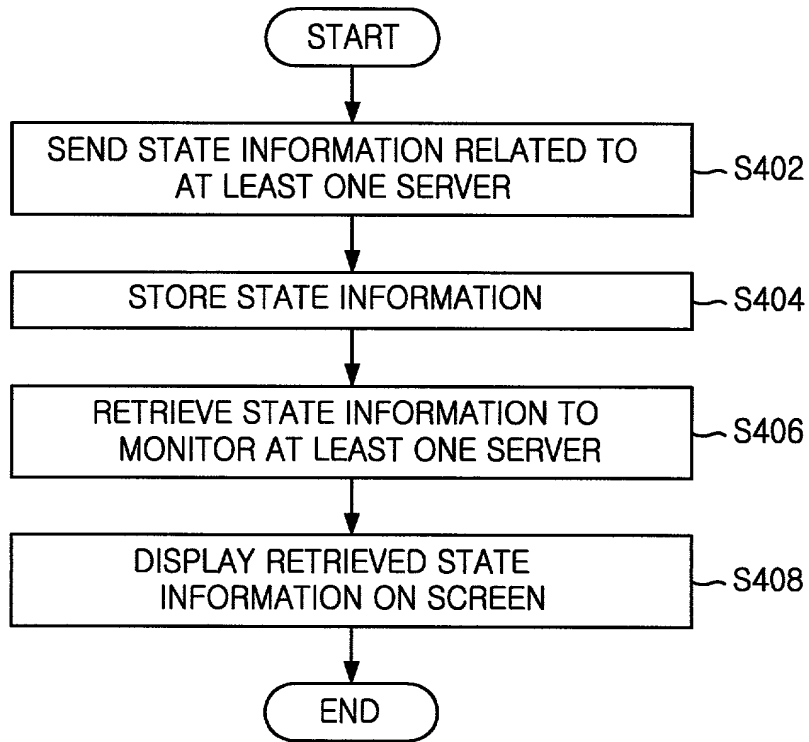 START
SEND STATE INFORMATION RELATED TO
AT LEAST ONE SERVER
S402
STORE STATE INFORMATION
S404
RETRIEVE STATE INFORMATION TO
MONITOR AT LEAST ONE SERVER
S406
DISPLAY RETRIEVED STATE
INFORMATION ON SCREEN
S408
END